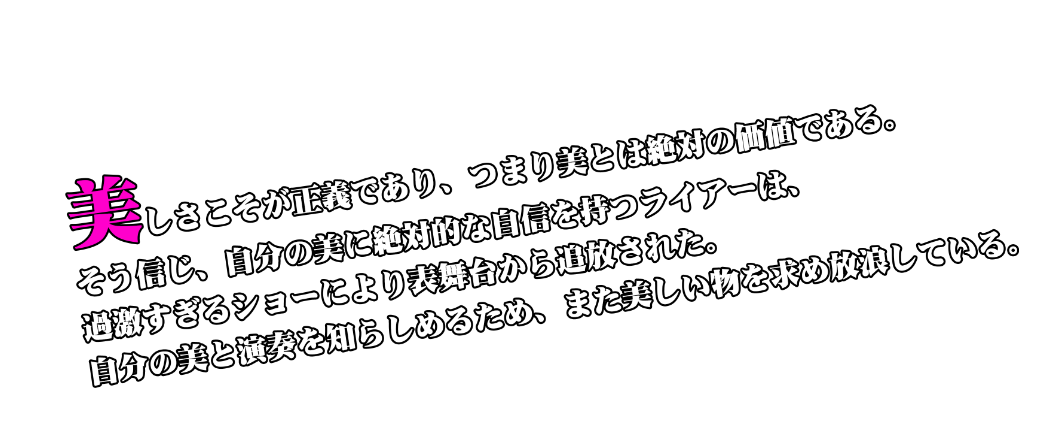 美しさこそが正義であり、つまり美とは絶対の価値である。
そう信じ、自分の美に絶対的な自信を持つライアーは、
過激すぎるショーにより表舞台から追放された。
自分の美と演奏を知らしめるため、また美しい物を求め放浪している。